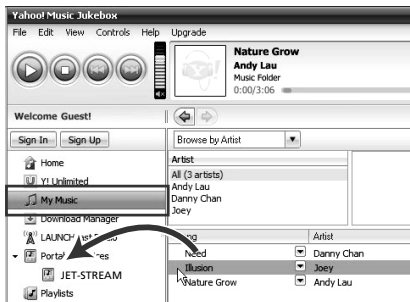 Yahoo! Music Jukebox
File Edit View Controls Help Upgrade
Nature Grow
Andy Lau
Music Folder
0:00/3:06
Welcome Guest!
Sign In Sign Up
Browse by Artist
Home
Y! Unlimited
My Music
Download Manager
LAUNCH
Portab
JET-STREAM
Playlists
Artist
All (3 artists)
Andy Lau
Danny Chan
Joey
Artist
Need Danny Chan
Illusion Joey
Nature Grow Andy Lau